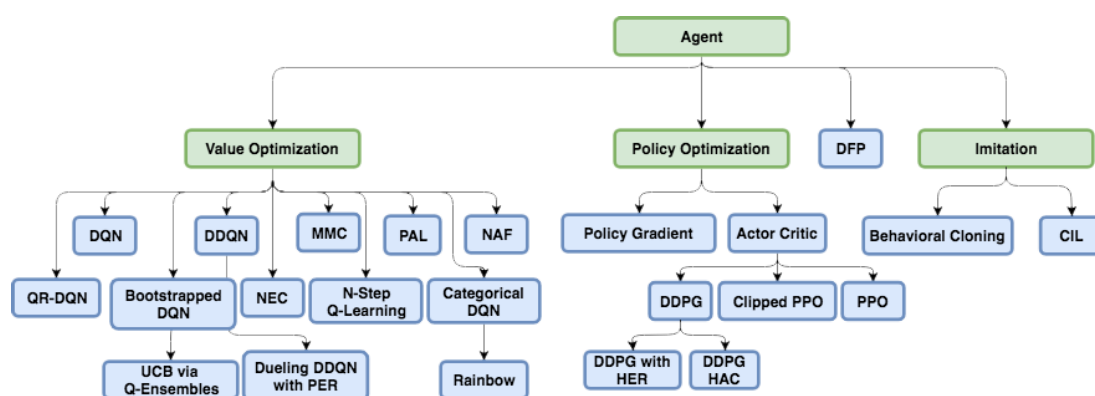 Agent
Value Optimization
Policy Optimization
DFP
Imitation
DQN
DDQN
MMC
PAL
NAF
Policy Gradient
Actor Critic
Behavioral Cloning
CIL
QR-DQN
Bootstrapped
DQN
NEC
N-Step
Q-Learning
Categorical
DQN
DDPG
Clipped PPO
PPO
UCB via
Q-Ensembles
Dueling DDQN
with PER
Rainbow
DDPG with
HER
DDPG
HAC